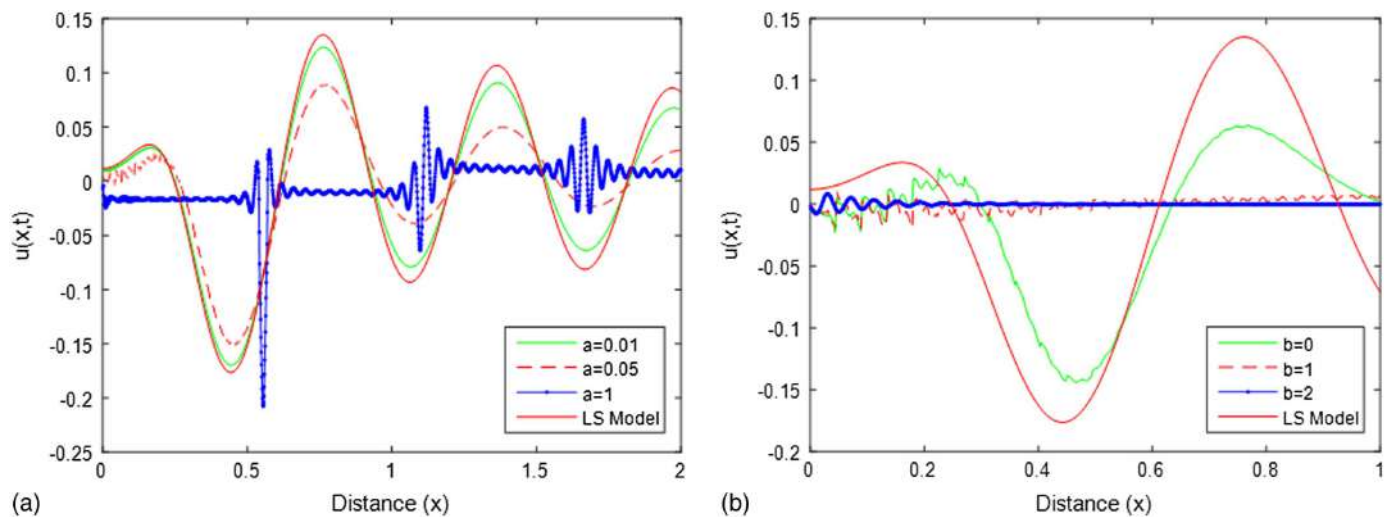 0.15
0.1
0.05
0
-0.05
-0.1
-0.15
-0.2
-0.25
u(x,t)
0
0.5
1
1.5
2
Distance (x)
a=0.01
a=0.05
a=1
LS Model
(a)
0.15
0.1
0.05
0
-0.05
-0.1
-0.15
-0.2
u(x,t)
0
0.2
0.4
0.6
0.8
1
Distance (x)
b=0
b=1
b=2
LS Model
(b)